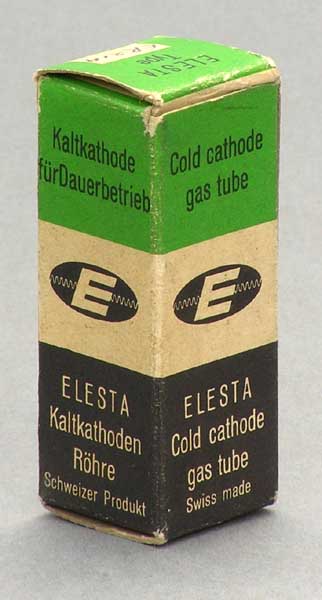 ELESTA
Type
Kaltkathode
fürDauerbetrieb
E
ELESTA
Kaltkathoden
Röhre
Schweizer Produkt
Cold cathode
gas tube
E
ELESTA
Cold cathode
gas tube
Swiss made